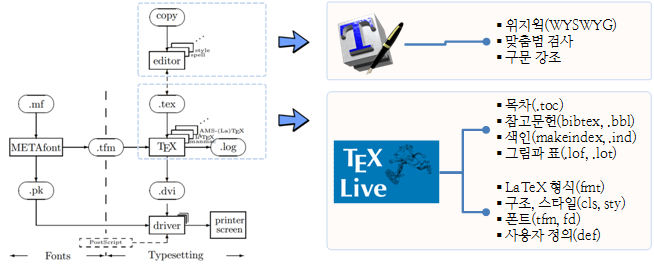 copy
editor
style
spell
.tex
AMS-(La)TEX
LATEX
manmac
.mf
METAfont
.tfm
TEX
.log
.pk
.dvi
driver
printer
screen
PostScript
Fonts
Typesetting
T
위지윅(WYSWYG)
맞춤법 검사
구문 강조
TEX
Live
목차(.toc)
참고문헌(bibtex, .bbl)
색인(makeindex, .ind)
그림과 표(.lof, .lot)
LaTeX 형식(fmt)
구조, 스타일(cls, sty)
폰트(tfm, fd)
사용자 정의(def)